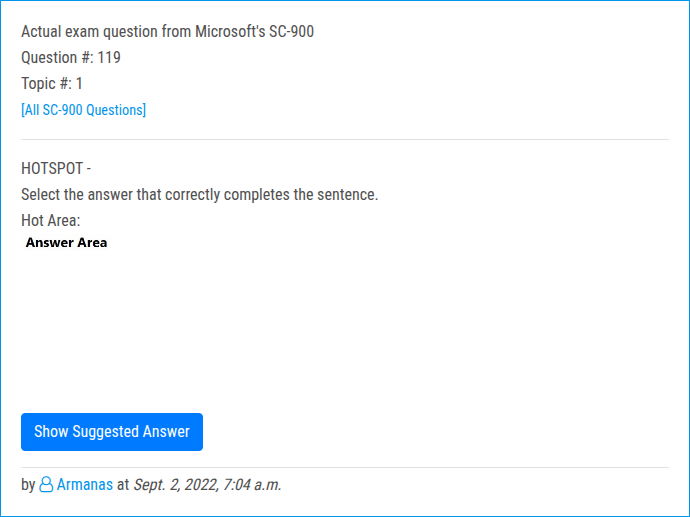 Actual exam question from Microsoft's SC-900
Question #: 119
Topic #: 1
[All SC-900 Questions]
HOTSPOT -
Select the answer that correctly completes the sentence.
Hot Area:
Answer Area
Show Suggested Answer
by Armanas at Sept. 2, 2022, 7:04 a.m.